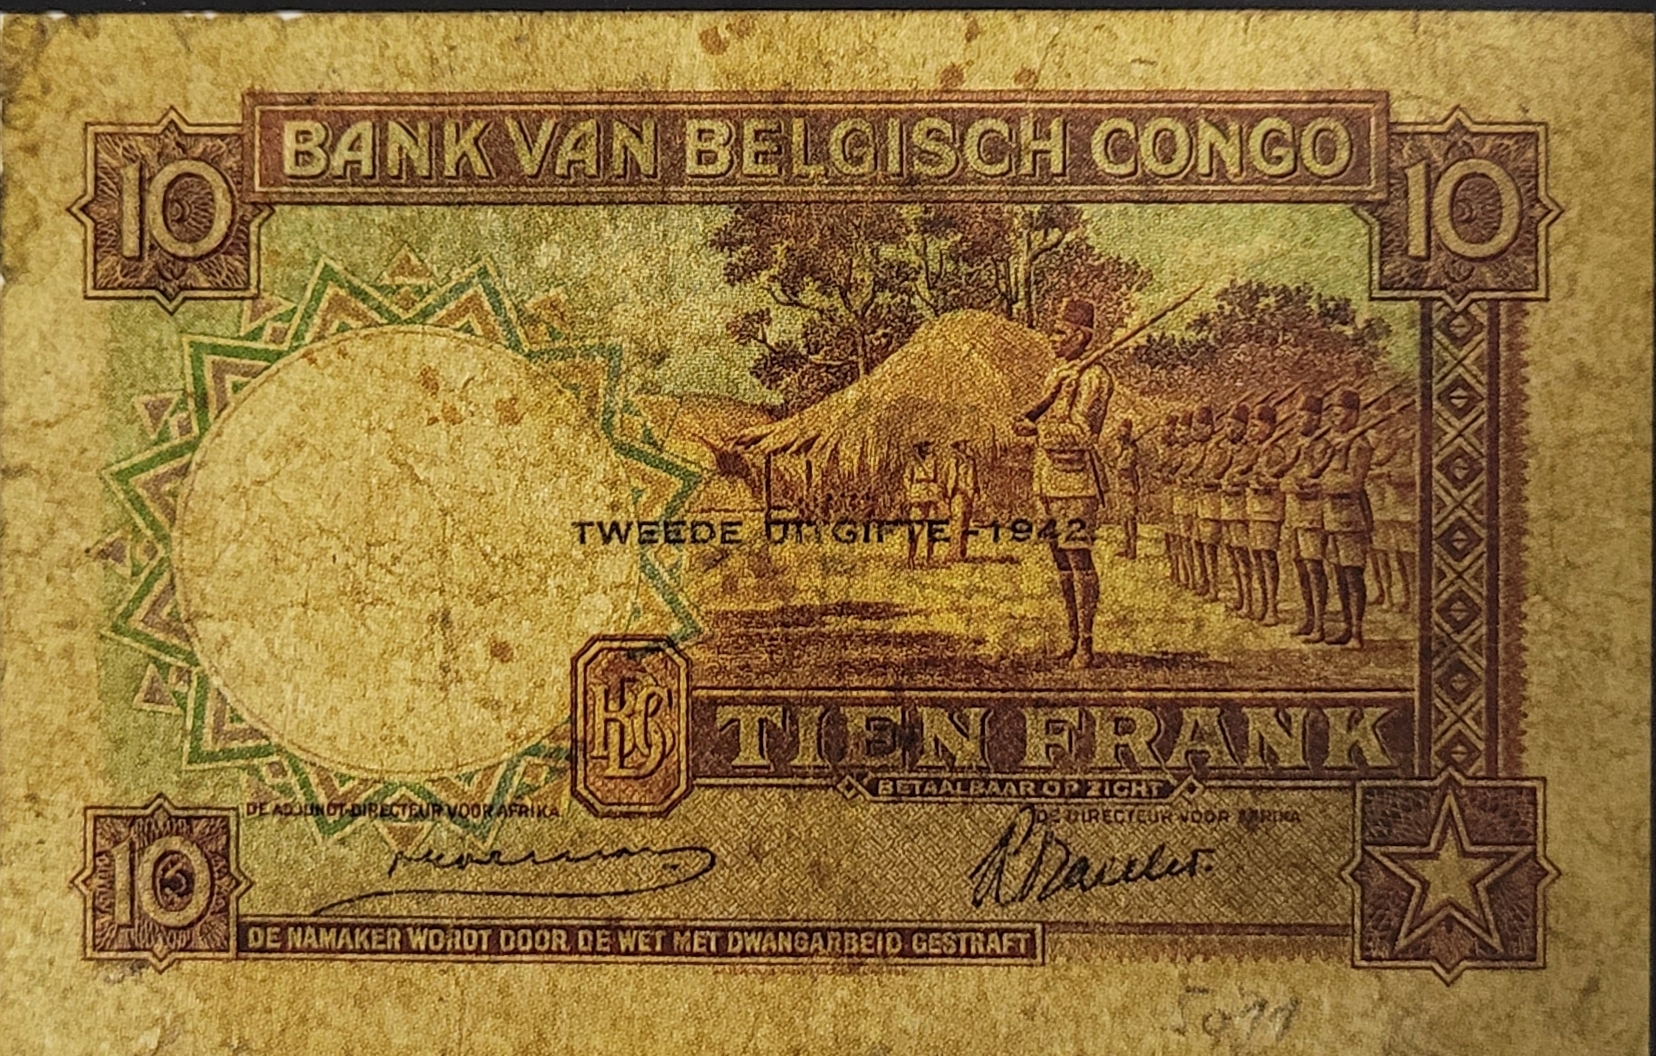 BANK VAN BELGISCH CONGO
10
10
TWEEDE UITGIFTE - 1942.
TIEN FRANK
BETAALBAAR OP ZICHT
DE ADJUNCT-DIRECTEUR VOOR AFRIKA
DE DIRECTEUR VOOR AFRIKA
10
DE NAMAKER WORDT DOOR DE WET MET DWANGARBEID GESTRAFT